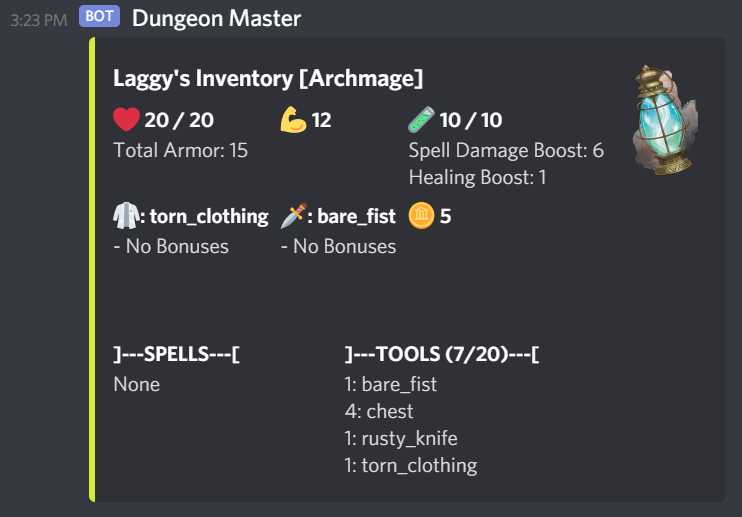 3:23 PM BOT Dungeon Master
Laggy's Inventory [Archmage]
20 / 20 12 10 / 10
Total Armor: 15 Spell Damage Boost: 6
Healing Boost: 1
: torn_clothing : bare_fist 5
- No Bonuses - No Bonuses
]---SPELLS---[ ]---TOOLS (7/20)---[
None 1: bare_fist
4: chest
1: rusty_knife
1: torn_clothing